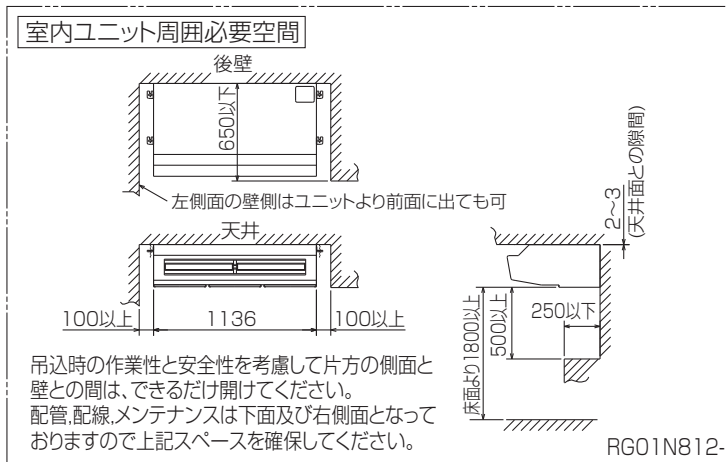 室内ユニット周囲必要空間
後壁
650以下
左側面の壁側はユニットより前面に出ても可
天井
100以上
1136
100以上
2~3
(天井面との隙間)
250以下
500以上
床面より1800以上
吊込時の作業性と安全性を考慮して片方の側面と
壁との間は、できるだけ開けてください。
配管,配線,メンテナンスは下面及び右側面となって
おりますので上記スペースを確保してください。
RG01N812-